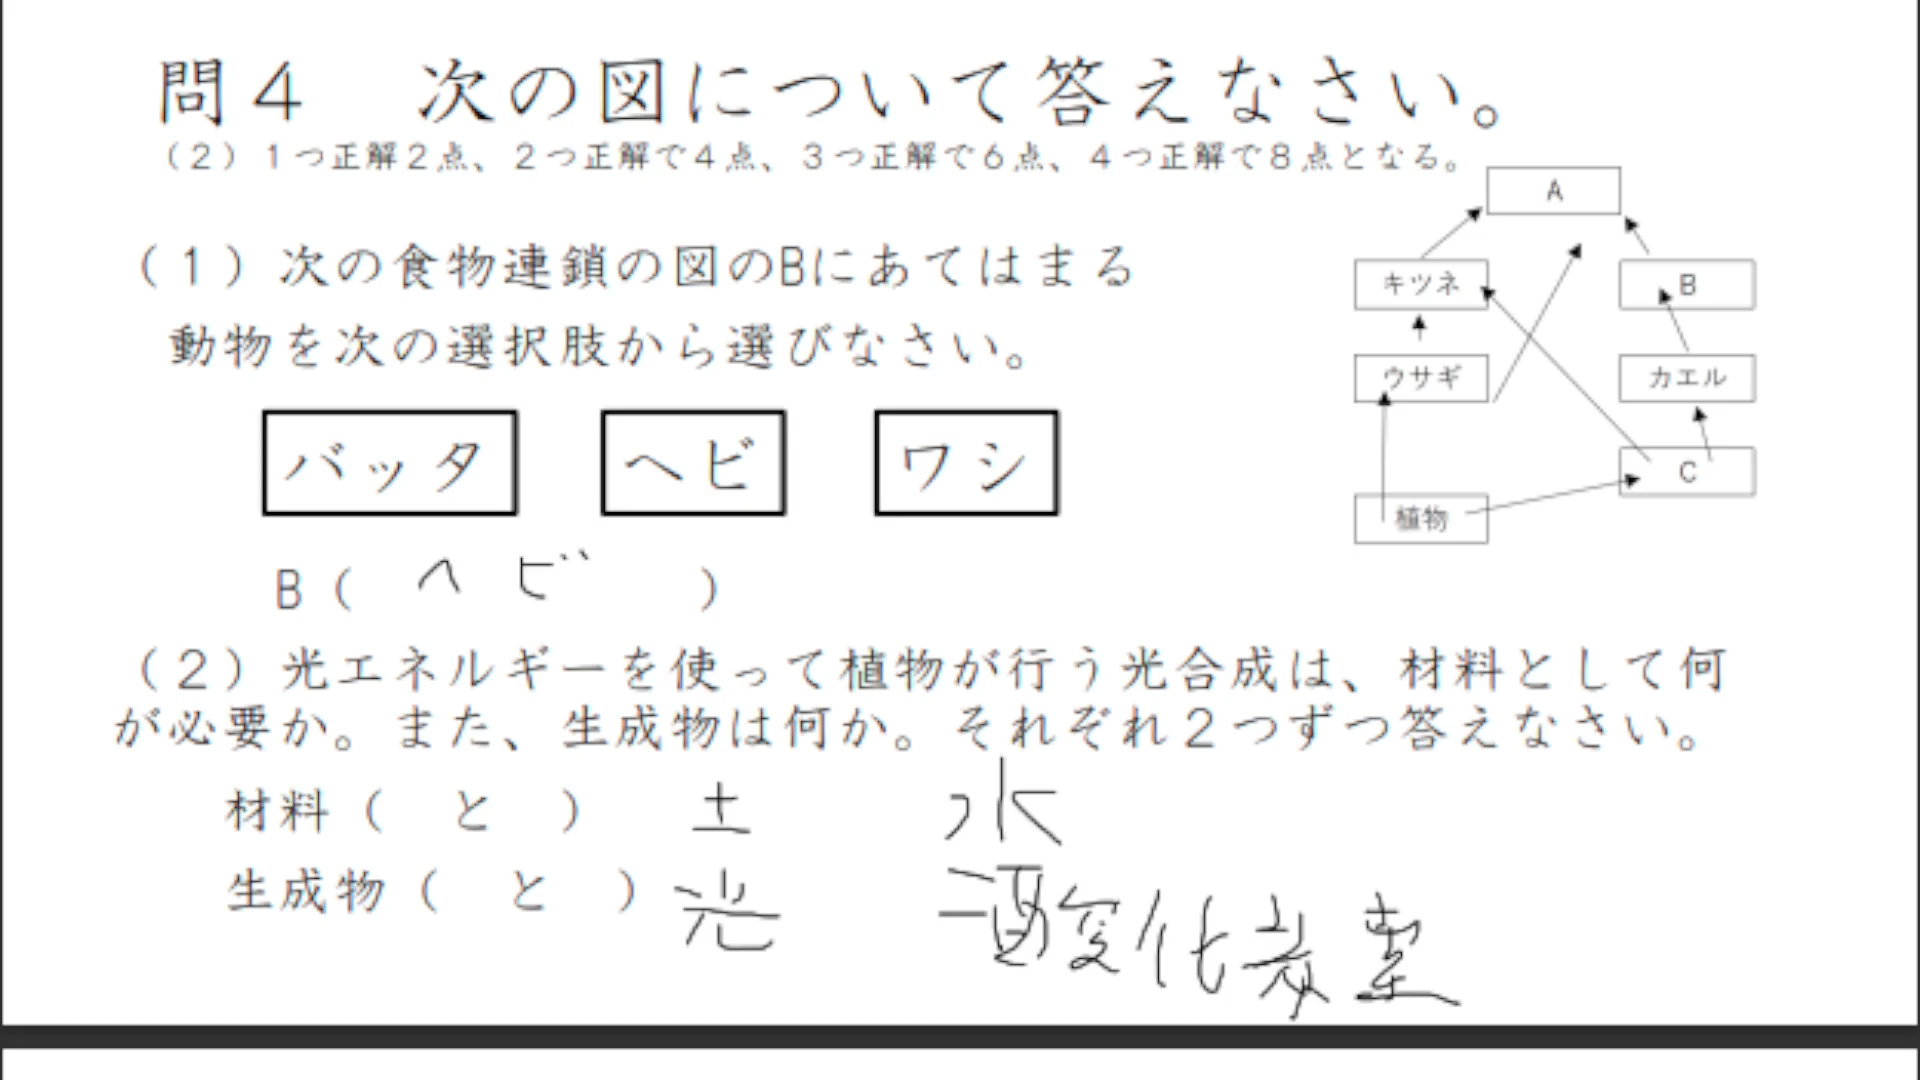 問４　次の図について答えなさい。
（２）１つ正解２点、２つ正解で４点、３つ正解で６点、４つ正解で８点となる。
（１）次の食物連鎖の図のBにあてはまる
動物を次の選択肢から選びなさい。
バッタ　ヘビ　ワシ
B（　ヘビ　）
A
キツネ　B
ウサギ　カエル
C
植物
（２）光エネルギーを使って植物が行う光合成は、材料として何
が必要か。また、生成物は何か。それぞれ２つずつ答えなさい。
材料（　と　）　土　水
生成物（　と　）　光　二酸化炭素